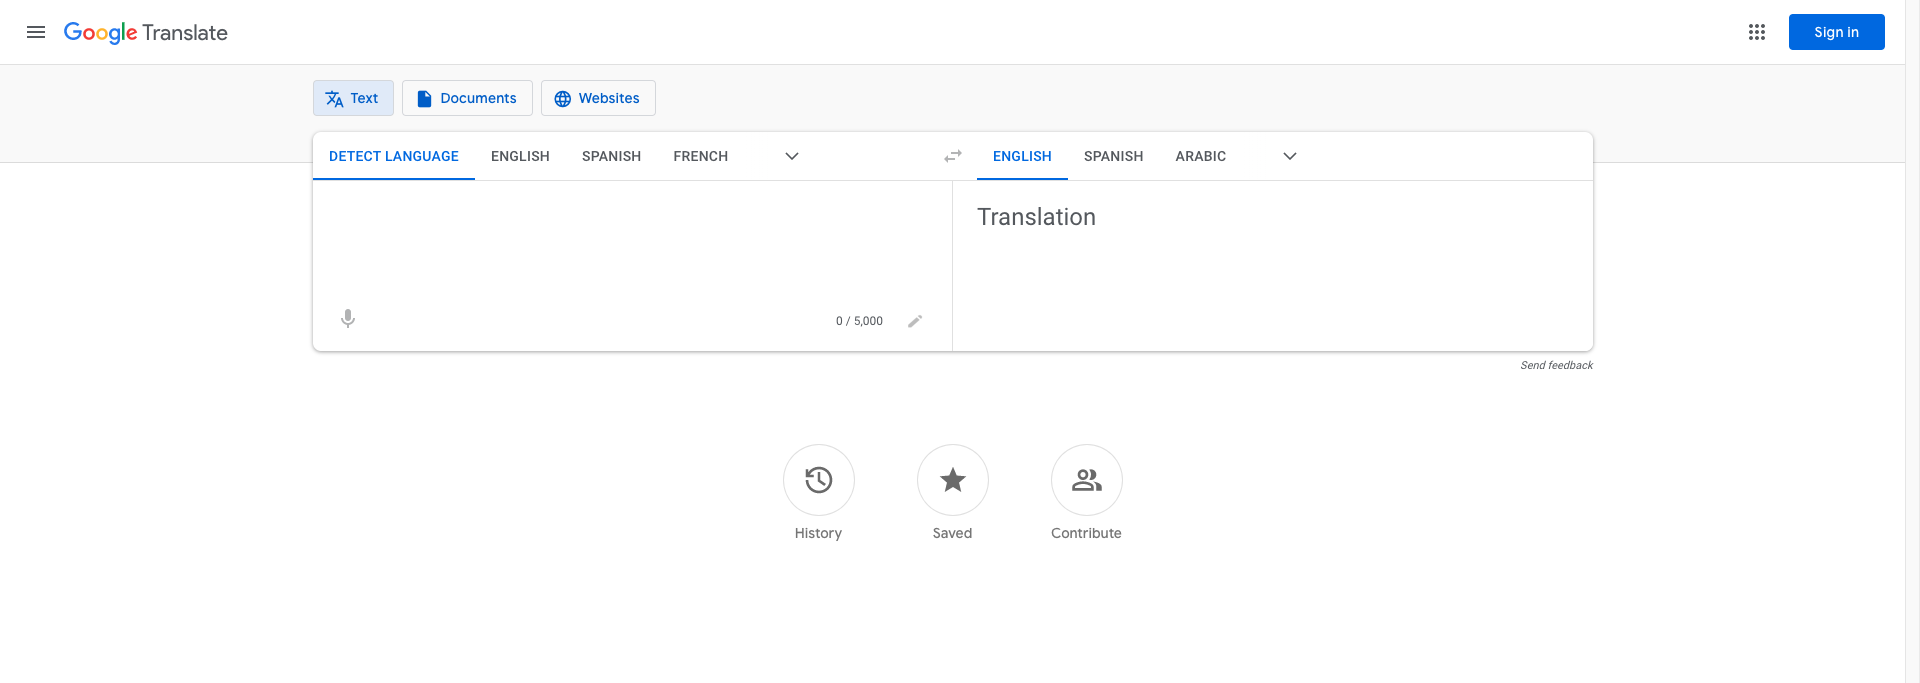 Google Translate
Sign in
Text Documents Websites
DETECT LANGUAGE ENGLISH SPANISH FRENCH ENGLISH SPANISH ARABIC
Translation
0 / 5,000
Send feedback
History Saved Contribute